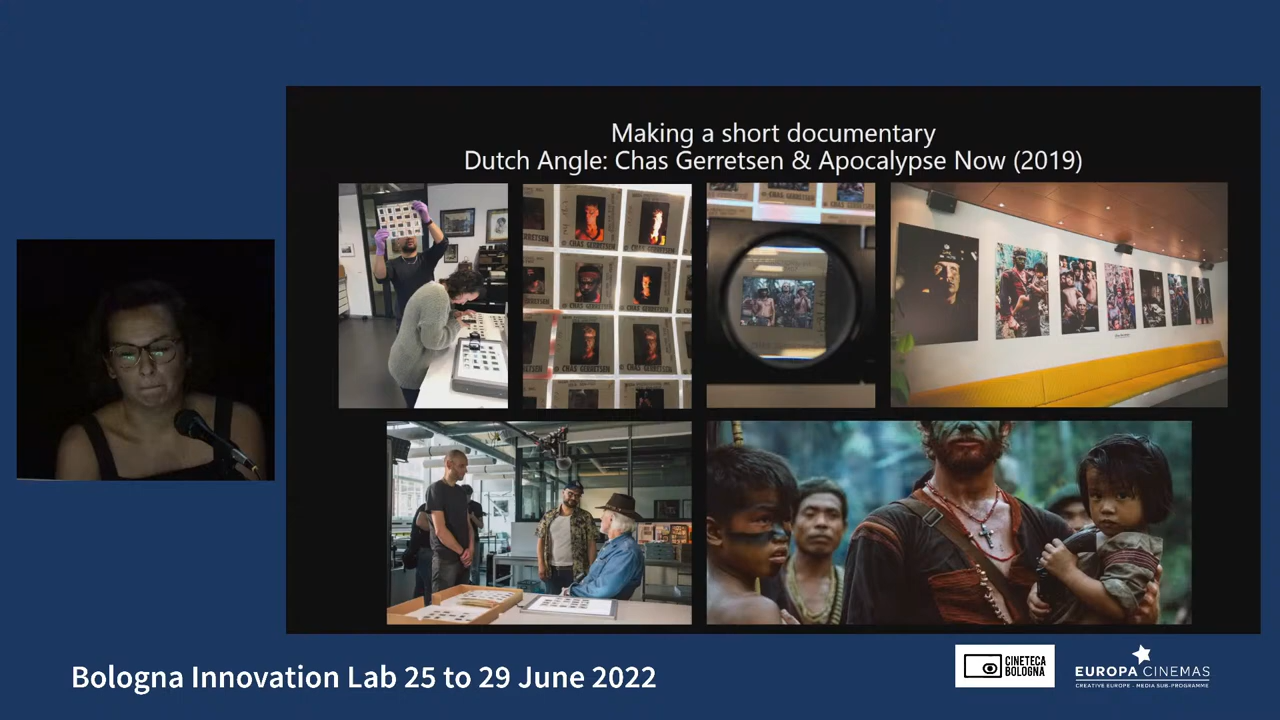 Making a short documentary
Dutch Angle: Chas Gerretsen & Apocalypse Now (2019)
© CHAS GERRETSEN
Bologna Innovation Lab 25 to 29 June 2022
CINETECA
BOLOGNA
EUROPA CINEMAS
CREATIVE EUROPE - MEDIA SUB-PROGRAMME